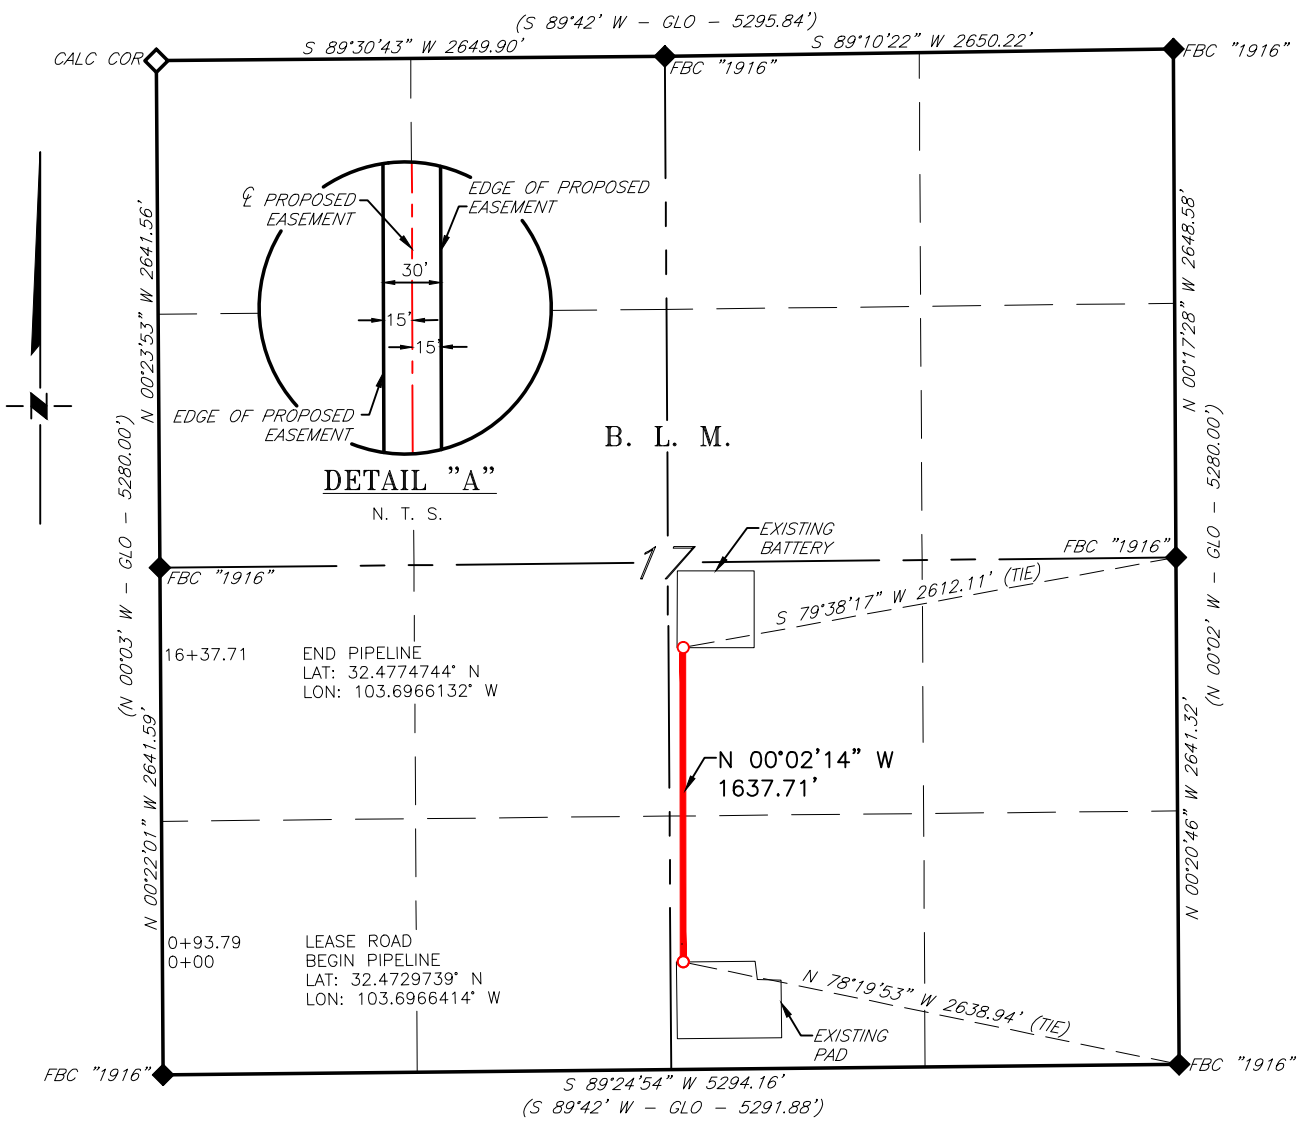 (S 89°42' W - GLO - 5295.84')
S 89°30'43" W 2649.90'
S 89°10'22" W 2650.22'
CALC COR
FBC "1916"
FBC "1916"
N 00°23'53" W 2641.56'
(N 00°03' W - GLO - 5280.00')
N 00°22'01" W 2641.59'
N
℄ PROPOSED
EASEMENT
EDGE OF PROPOSED
EASEMENT
30'
15'
15'
EDGE OF PROPOSED
EASEMENT
DETAIL "A"
N. T. S.
B. L. M.
N 00°17'28" W 2648.58'
(N 00°02' W - GLO - 5280.00')
N 00°20'46" W 2641.32'
17
EXISTING
BATTERY
FBC "1916"
FBC "1916"
S 79°38'17" W 2612.11' (TIE)
16+37.71 END PIPELINE
LAT: 32.4774744° N
LON: 103.6966132° W
N 00°02'14" W
1637.71'
0+93.79 LEASE ROAD
0+00 BEGIN PIPELINE
LAT: 32.4729739° N
LON: 103.6966414° W
N 78°19'53" W 2638.94' (TIE)
EXISTING
PAD
FBC "1916"
FBC "1916"
S 89°24'54" W 5294.16'
(S 89°42' W - GLO - 5291.88')